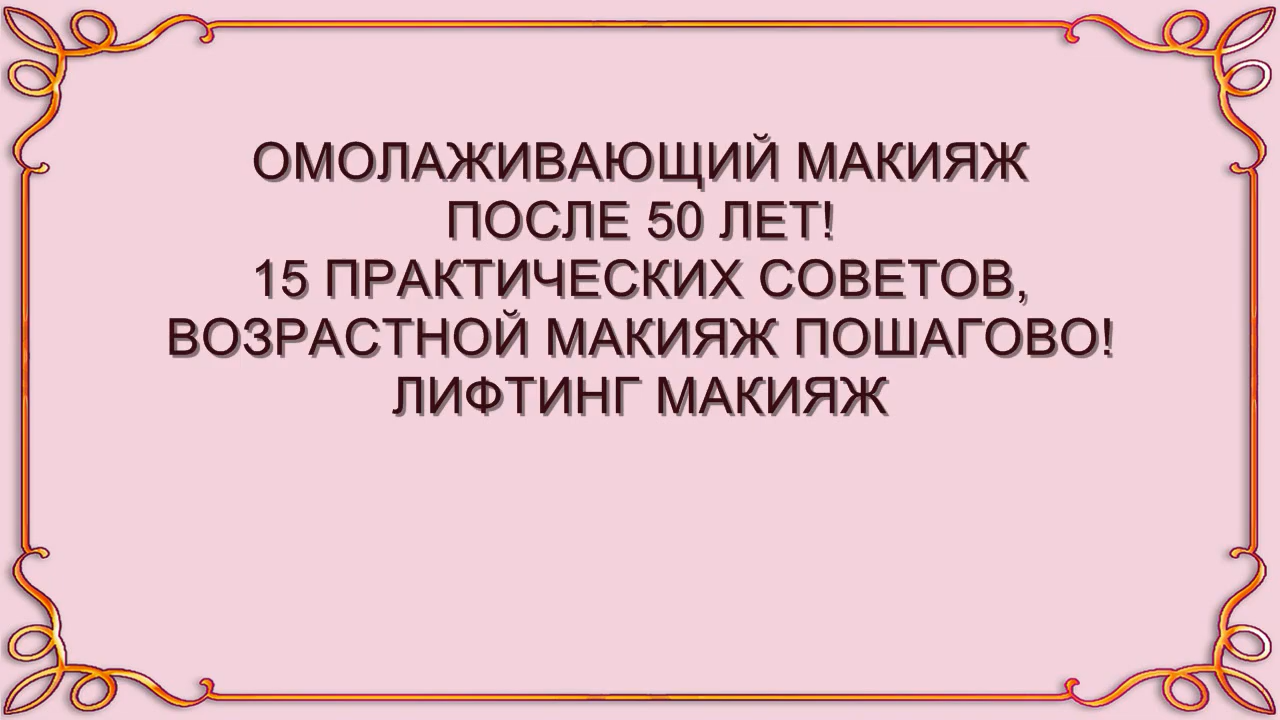 ОМОЛАЖИВАЮЩИЙ МАКИЯЖ
ПОСЛЕ 50 ЛЕТ!
15 ПРАКТИЧЕСКИХ СОВЕТОВ,
ВОЗРАСТНОЙ МАКИЯЖ ПОШАГОВО!
ЛИФТИНГ МАКИЯЖ